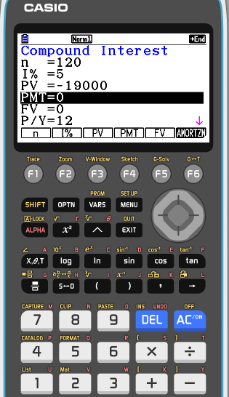 CASIO
Norm1 End
Compound Interest
n =120
I% =5
PV =-19000
PMT=0
FV =0
P/Y=12
n I% PV PMT FV AMORTZN
Trace Zoom V-Window Sketch G-Solv G↔T
F1 F2 F3 F4 F5 F6
PRGM SET UP
SHIFT OPTN VARS MENU
QUIT
ALPHA x² ^ EXIT
X,θ,T log ln sin cos tan
S⇔D ( ) , →
CAPTURE CLIP PASTE INS UNDO OFF
7 8 9 DEL AC/ON
CATALOG FORMAT
4 5 6 × ÷
List Mat
1 2 3 + −